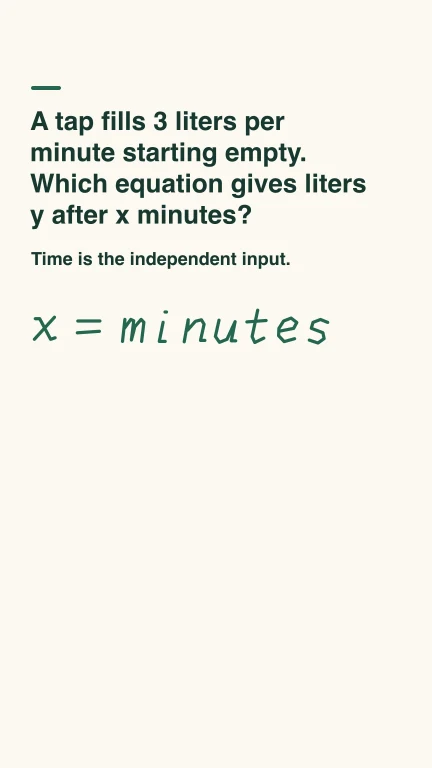 A tap fills 3 liters per
minute starting empty.
Which equation gives liters
y after x minutes?
Time is the independent input.
x = minutes